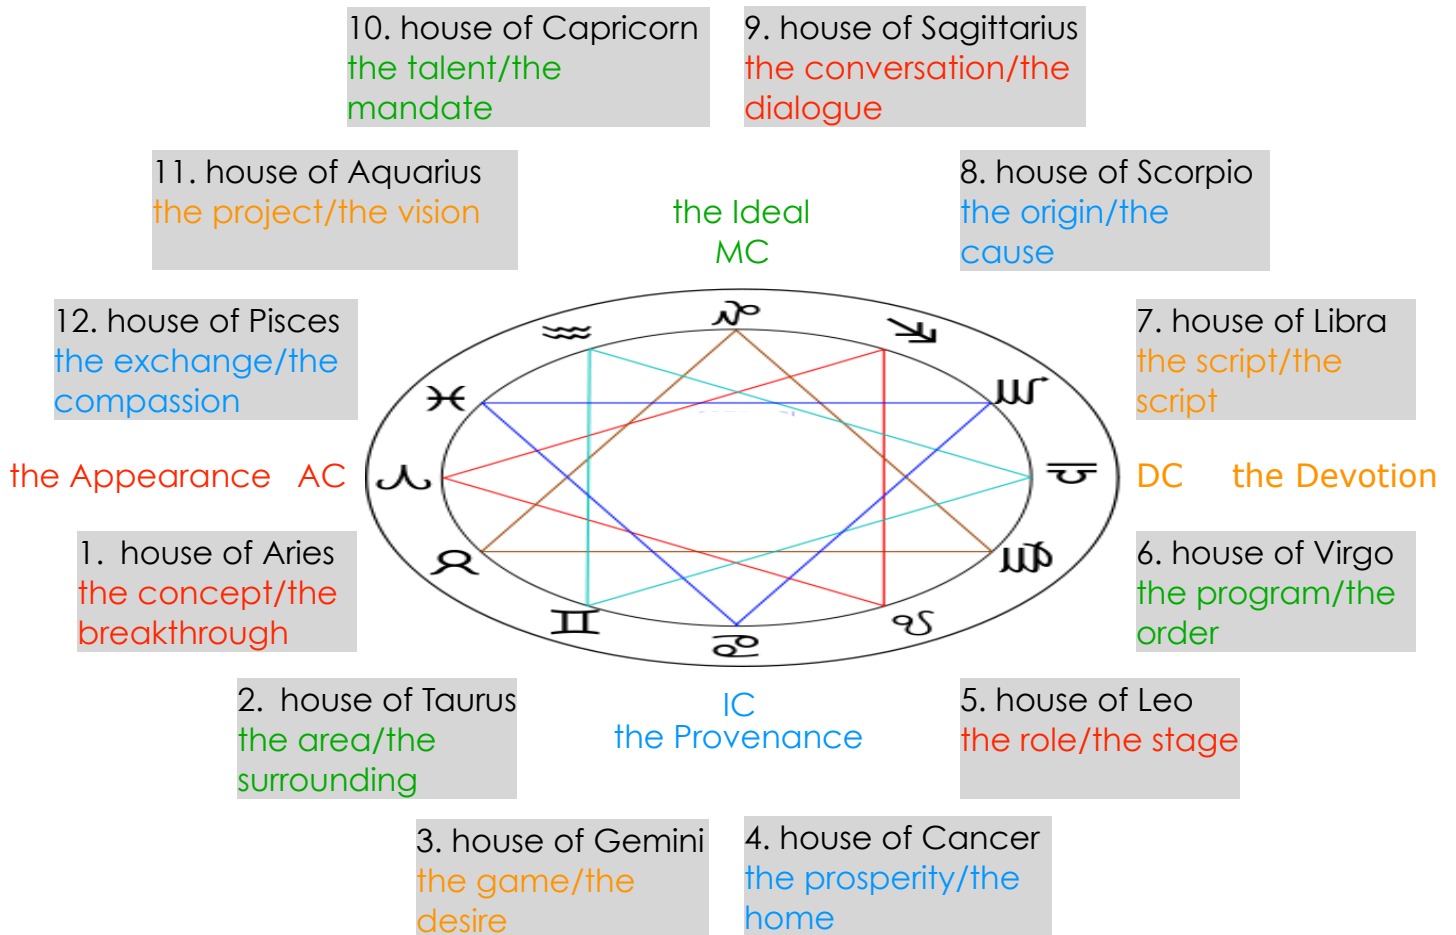 10. house of Capricorn
the talent/the
mandate
9. house of Sagittarius
the conversation/the
dialogue
11. house of Aquarius
the project/the vision
the Ideal
MC
8. house of Scorpio
the origin/the
cause
12. house of Pisces
the exchange/the
compassion
7. house of Libra
the script/the
script
the Appearance AC
DC the Devotion
1. house of Aries
the concept/the
breakthrough
6. house of Virgo
the program/the
order
2. house of Taurus
the area/the
surrounding
IC
the Provenance
5. house of Leo
the role/the stage
3. house of Gemini
the game/the
desire
4. house of Cancer
the prosperity/the
home